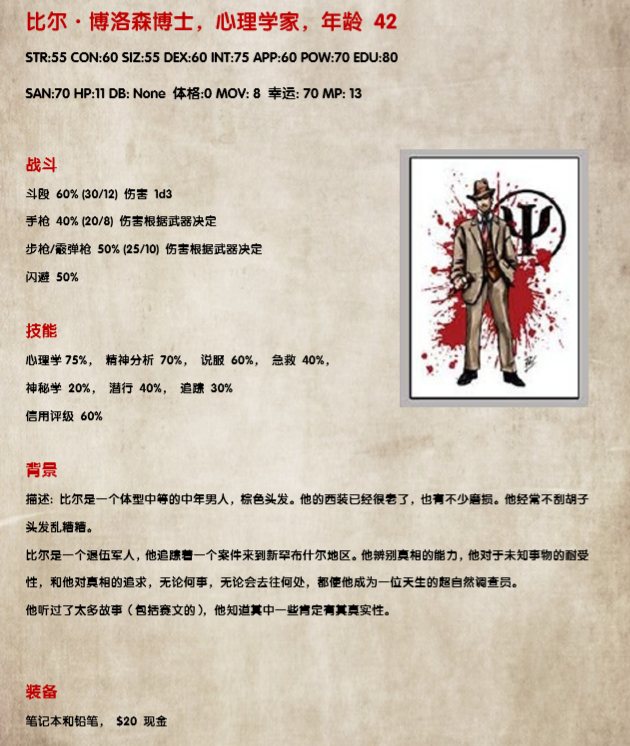 比尔·博洛森博士，心理学家，年龄 42
STR:55 CON:60 SIZ:55 DEX:60 INT:75 APP:60 POW:70 EDU:80
SAN:70 HP:11 DB: None 体格:0 MOV: 8 幸运: 70 MP: 13
战斗
斗殴 60% (30/12) 伤害 1d3
手枪 40% (20/8) 伤害根据武器决定
步枪/霰弹枪 50% (25/10) 伤害根据武器决定
闪避 50%
技能
心理学 75%， 精神分析 70%， 说服 60%， 急救 40%，
神秘学 20%， 潜行 40%， 追踪 30%
信用评级 60%
背景
描述: 比尔是一个体型中等的中年男人，棕色头发。他的西装已经很老了，也有不少磨损。他经常不刮胡子
头发乱糟糟。
比尔是一个退伍军人，他追踪着一个案件来到新罕布什尔地区。他辨别真相的能力，他对于未知事物的耐受
性，和他对真相的追求，无论何事，无论会去往何处，都使他成为一位天生的超自然调查员。
他听过了太多故事（包括赛文的），他知道其中一些肯定有其真实性。
装备
笔记本和铅笔， $20 现金